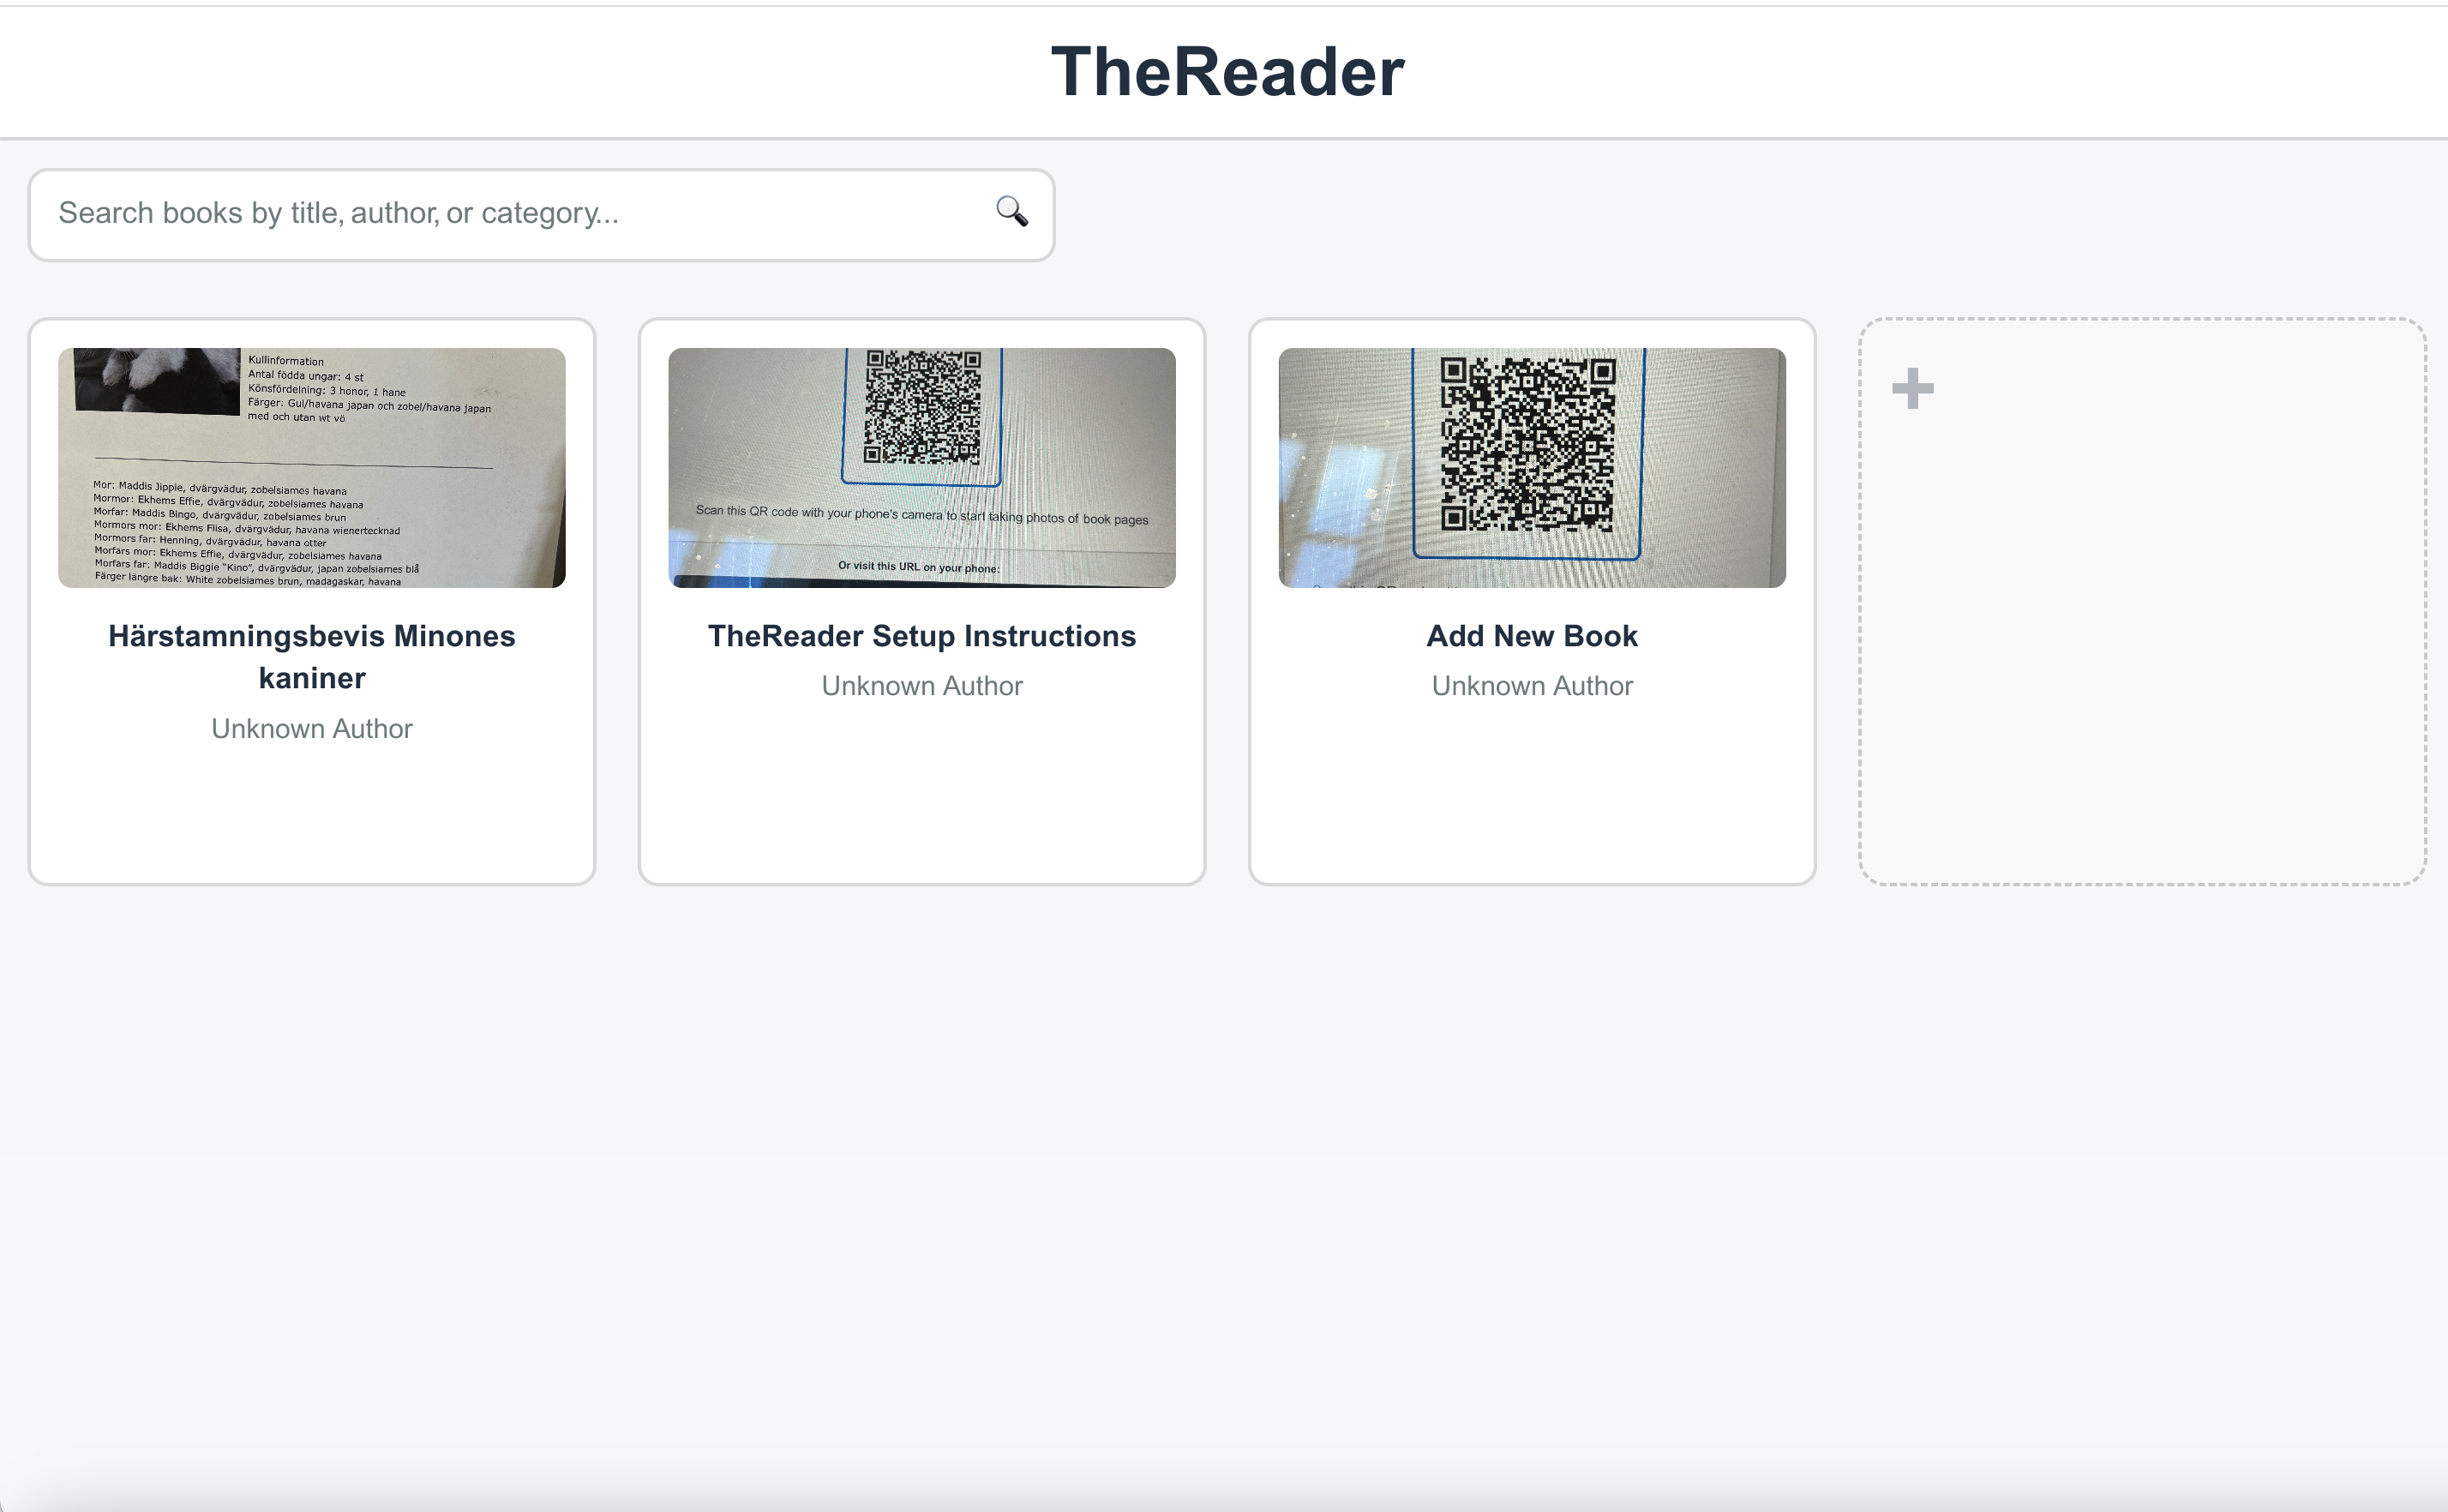 TheReader
Search books by title, author, or category...
Kullinformation
Antal födda ungar: 4 st
Könsfördelning: 3 honor, 1 hane
Färger: Gul/havana japan och zobel/havana japan
med och utan wt vö
Mor: Maddis Jipple, dvärgvädur, zobelsiames havana
Mormor: Ekhems Effie, dvärgvädur, zobelsiames havana
Morfar: Maddis Bingo, dvärgvädur, zobelsiames brun
Mormors mor: Ekhems Flisa, dvärgvädur, havana wienertecknad
Mormors far: Henning, dvärgvädur, havana otter
Morfars mor: Ekhems Effie, dvärgvädur, zobelsiames havana
Morfars far: Maddis Biggie "Kino", dvärgvädur, japan zobelsiames blå
Färger längre bak: White zobelsiames brun, madagaskar, havana
Härstamningsbevis Minones
kaniner
Unknown Author
Scan this QR code with your phone's camera to start taking photos of book pages
Or visit this URL on your phone:
TheReader Setup Instructions
Unknown Author
Add New Book
Unknown Author